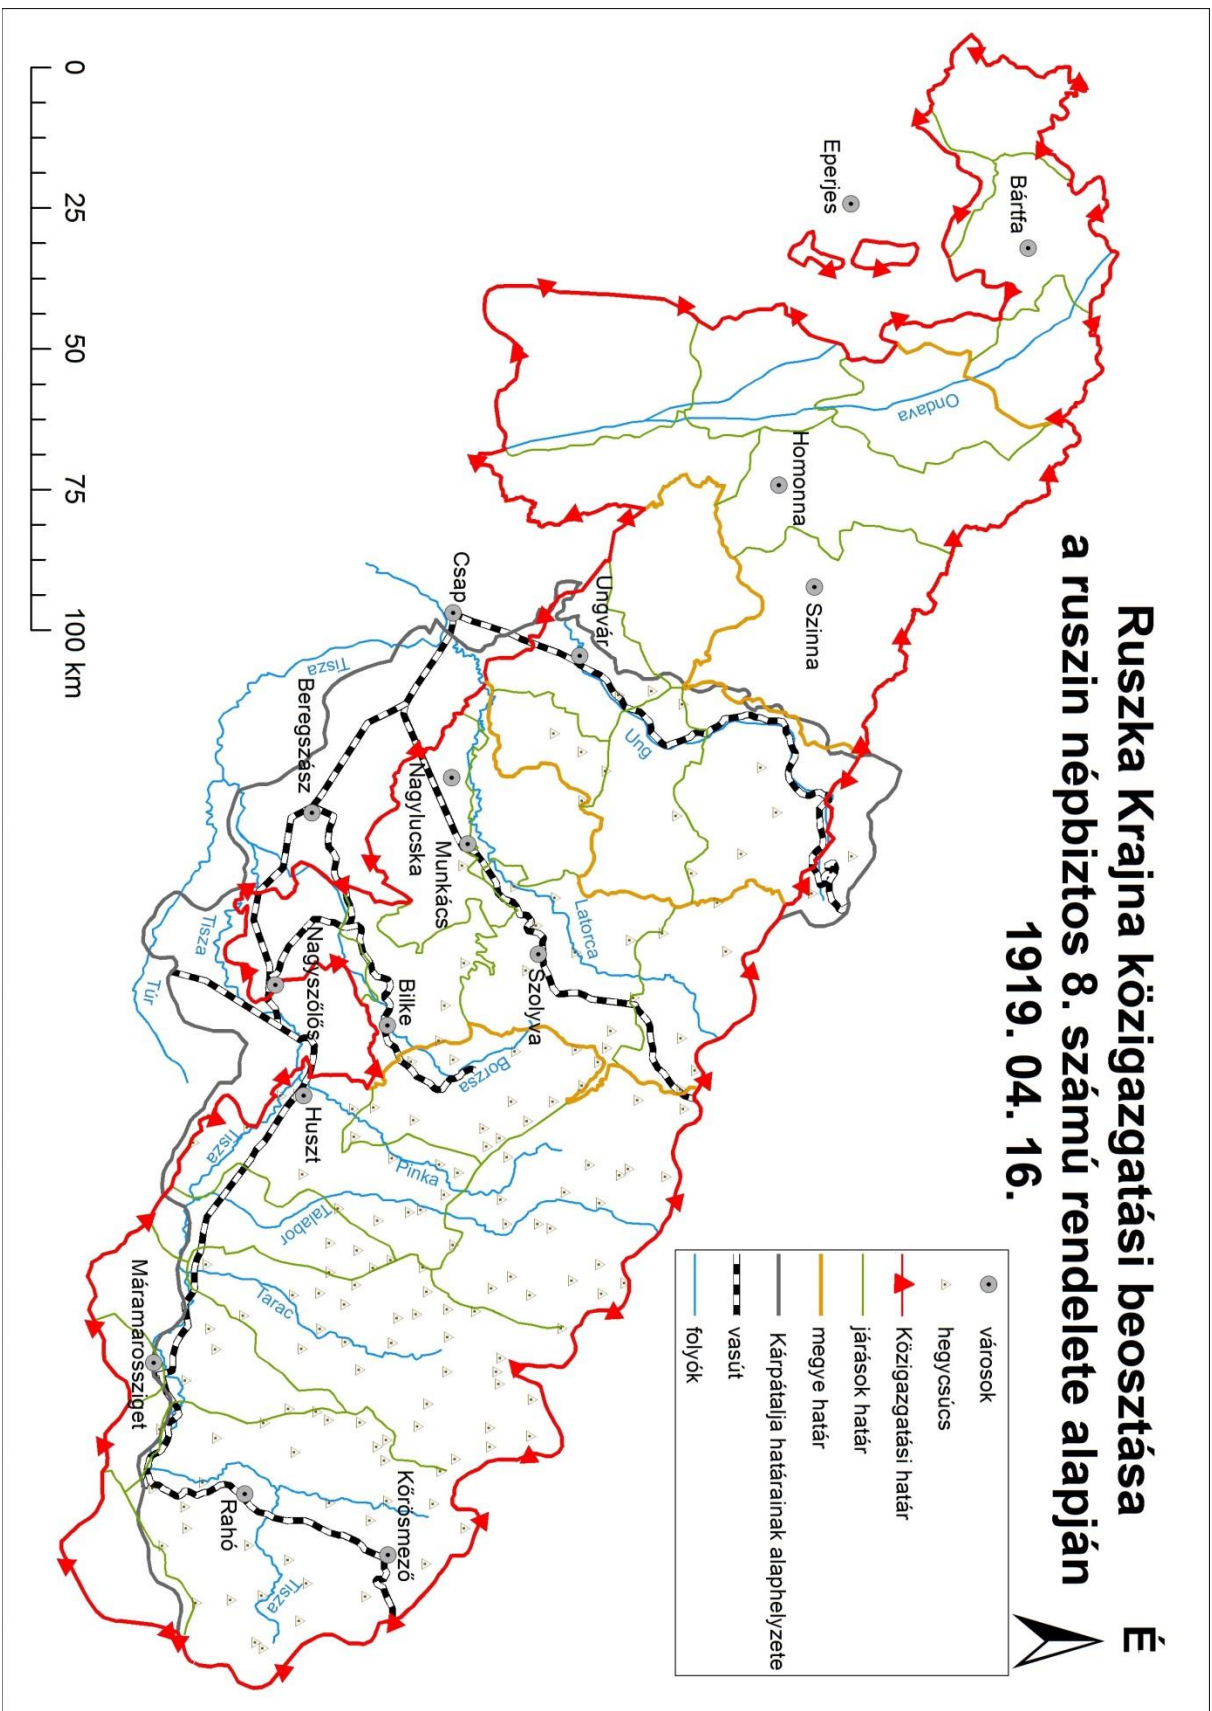 Ruszka Krajna közigazgatási beosztása
a ruszin népbiztos 8. számú rendelete alapján
1919. 04. 16.
É
városok
hegycsúcs
Közigazgatási határ
járások határ
megye határ
Kárpátalja határainak alaphelyzete
vasút
folyók
Bártfa
Eperjes
Ondava
Homonna
Szinna
Ungvár
Csap
Ung
Tisza
Beregszász
Nagylucska
Munkács
Latorca
Szolyva
Tisza
Túr
Nagyszőlős
Bilke
Borzsa
Huszt
Tisza
Pinka
Talabor
Tarac
Máramarossziget
Rahó
Kőrösmező
Tisza
0 25 50 75 100 km